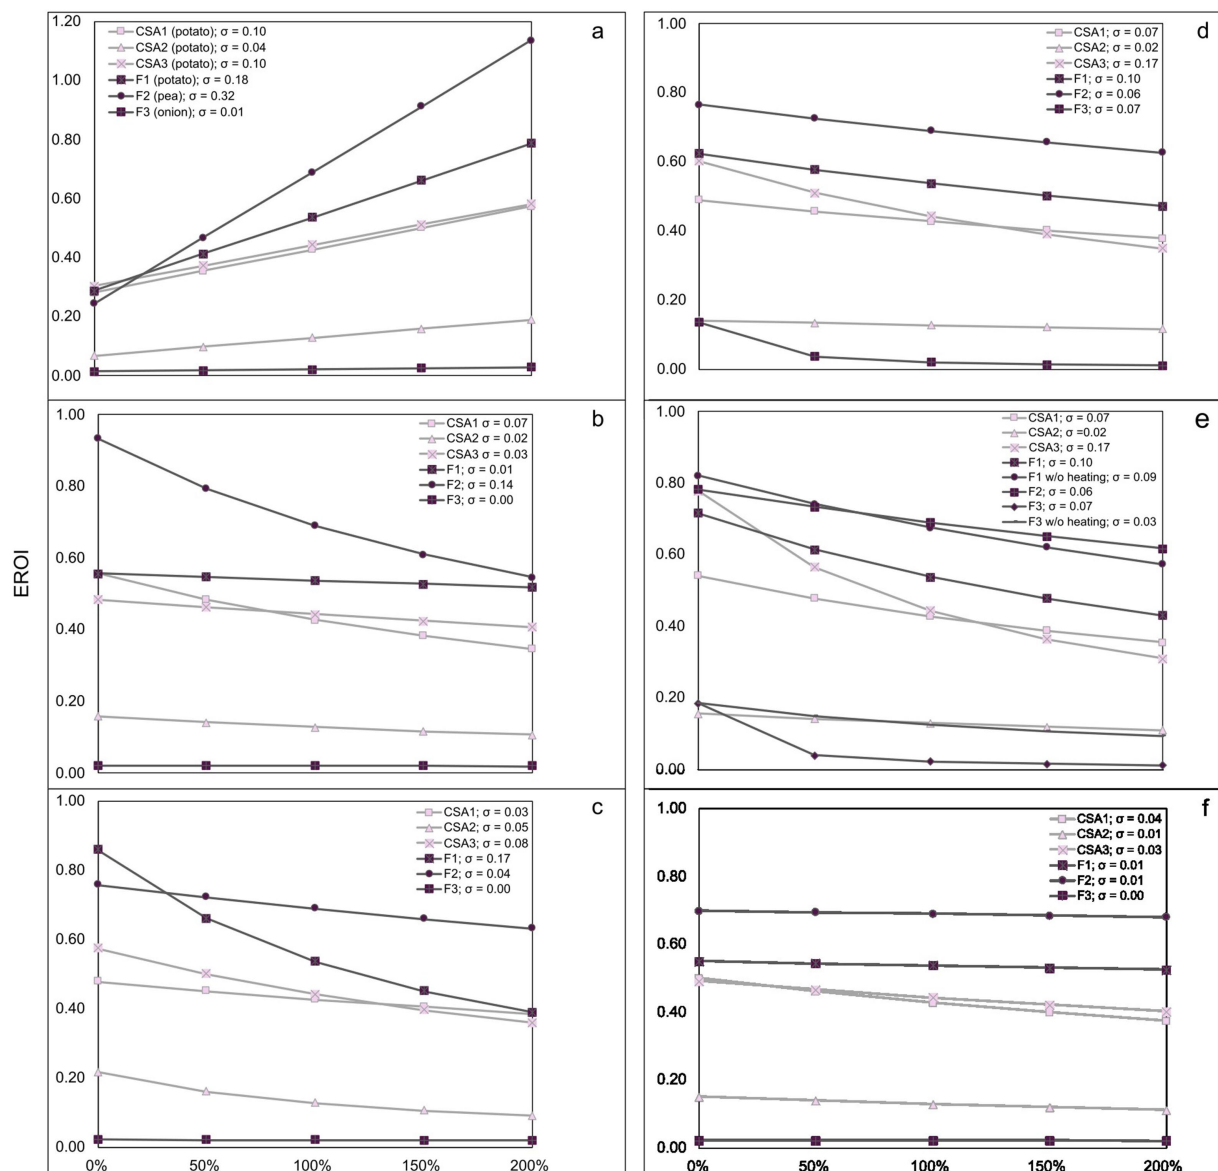 EROI
a
CSA1 (potato); σ = 0.10
CSA2 (potato); σ = 0.04
CSA3 (potato); σ = 0.10
F1 (potato); σ = 0.18
F2 (pea); σ = 0.32
F3 (onion); σ = 0.01
1.20
1.00
0.80
0.60
0.40
0.20
0.00
b
CSA1 σ = 0.07
CSA2 σ = 0.02
CSA3 σ = 0.03
F1; σ = 0.01
F2; σ = 0.14
F3; σ = 0.00
1.00
0.80
0.60
0.40
0.20
0.00
c
CSA1; σ = 0.03
CSA2; σ = 0.05
CSA3; σ = 0.08
F1; σ = 0.17
F2; σ = 0.04
F3; σ = 0.00
1.00
0.80
0.60
0.40
0.20
0.00
0% 50% 100% 150% 200%
d
CSA1; σ = 0.07
CSA2; σ = 0.02
CSA3; σ = 0.17
F1; σ = 0.10
F2; σ = 0.06
F3; σ = 0.07
1.00
0.80
0.60
0.40
0.20
0.00
e
CSA1; σ = 0.07
CSA2; σ =0.02
CSA3; σ = 0.17
F1; σ = 0.10
F1 w/o heating; σ = 0.09
F2; σ = 0.06
F3; σ = 0.07
F3 w/o heating; σ = 0.03
1.00
0.80
0.60
0.40
0.20
0.00
f
CSA1; σ = 0.04
CSA2; σ = 0.01
CSA3; σ = 0.03
F1; σ = 0.01
F2; σ = 0.01
F3; σ = 0.00
1.00
0.80
0.60
0.40
0.20
0.00
0% 50% 100% 150% 200%